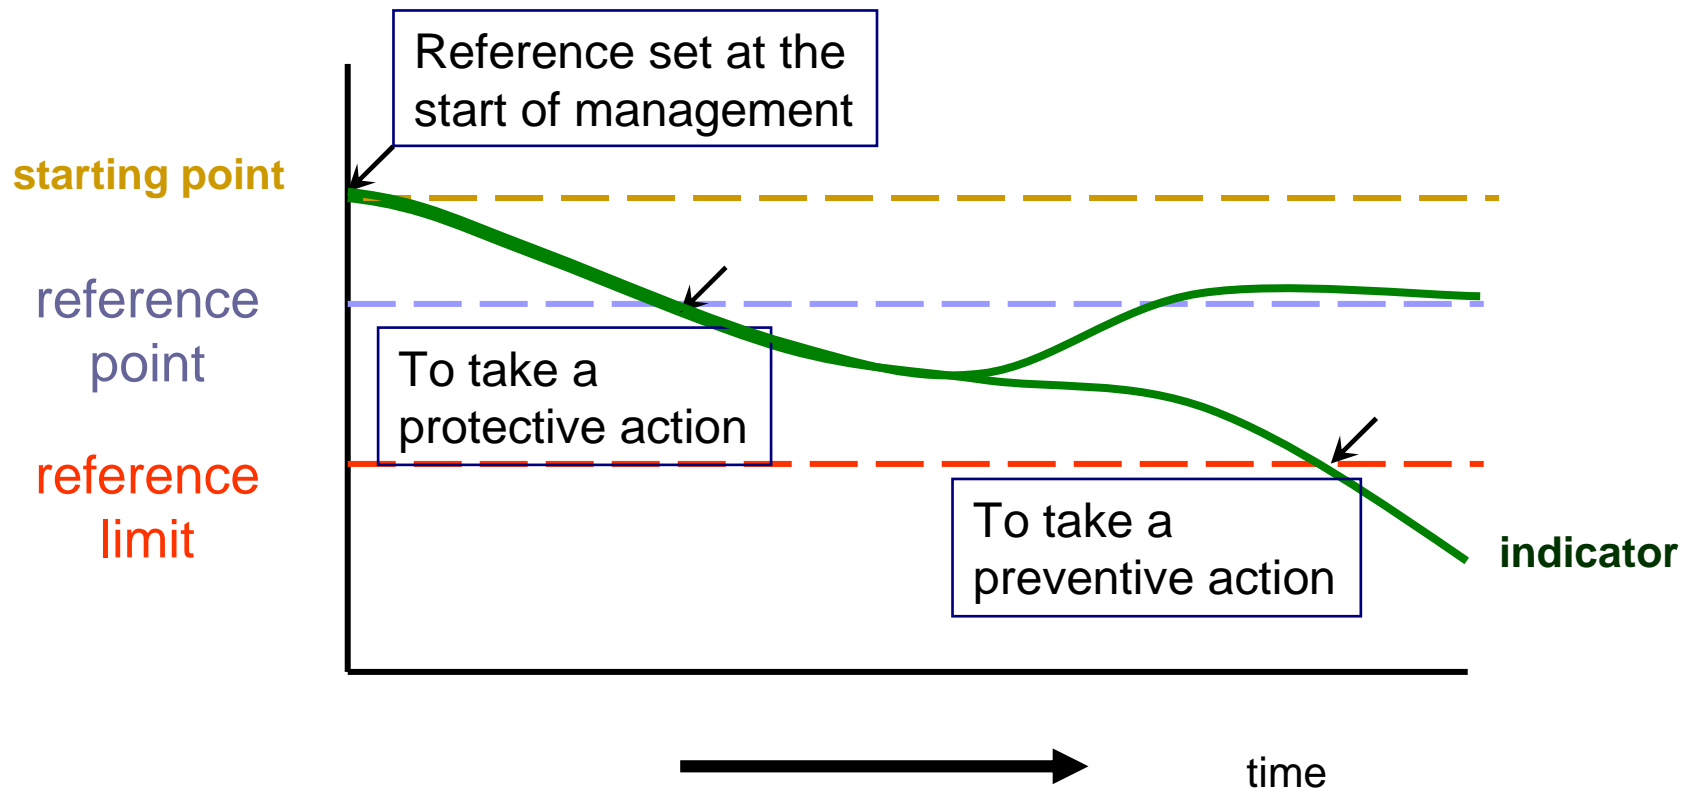 Reference set at the
start of management
starting point
reference
point
To take a
protective action
reference
limit
To take a
preventive action
indicator
time